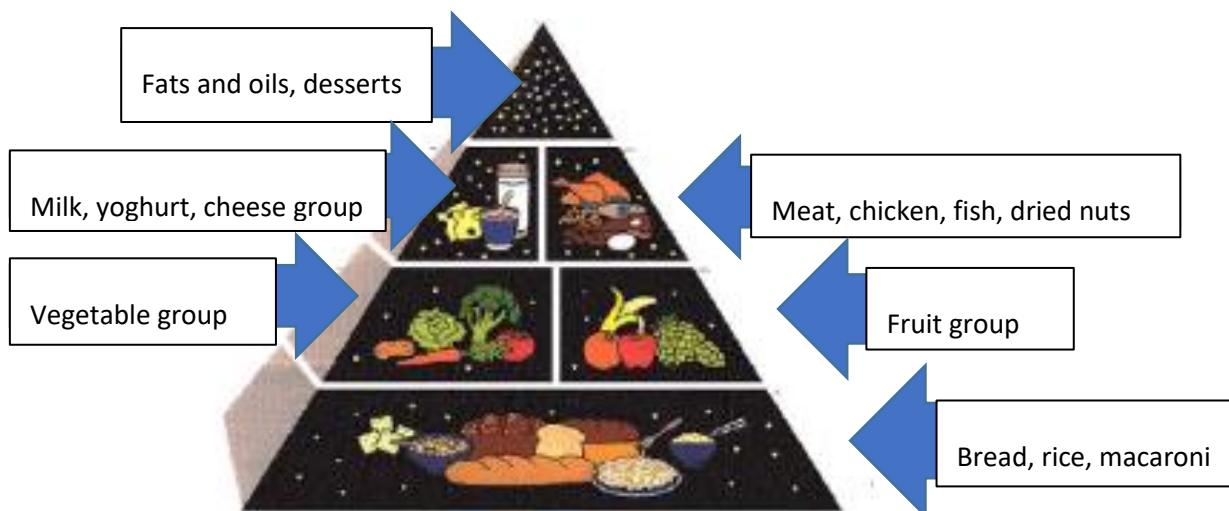 Fats and oils, desserts
Milk, yoghurt, cheese group
Meat, chicken, fish, dried nuts
Vegetable group
Fruit group
Bread, rice, macaroni